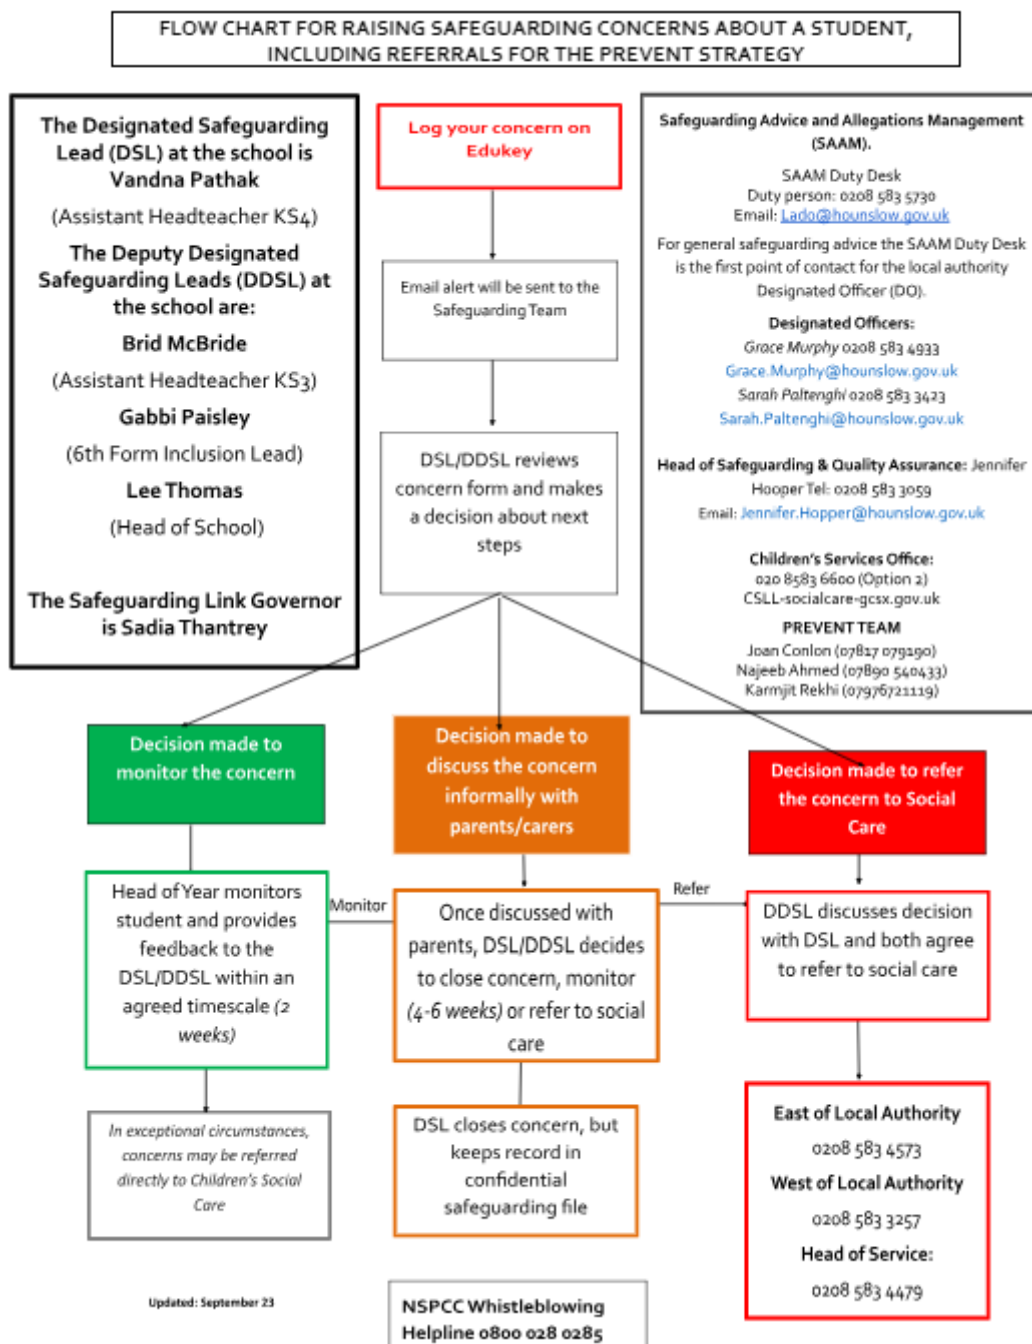 FLOW CHART FOR RAISING SAFEGUARDING CONCERNS ABOUT A STUDENT,
INCLUDING REFERRALS FOR THE PREVENT STRATEGY
The Designated Safeguarding
Lead (DSL) at the school is
Vandna Pathak
(Assistant Headteacher KS4)
The Deputy Designated
Safeguarding Leads (DDSL) at
the school are:
Brid McBride
(Assistant Headteacher KS3)
Gabbi Paisley
(6th Form Inclusion Lead)
Lee Thomas
(Head of School)
The Safeguarding Link Governor
is Sadia Thantrey
Log your concern on
Edukey
Email alert will be sent to the
Safeguarding Team
DSL/DDSL reviews
concern form and makes
a decision about next
steps
Safeguarding Advice and Allegations Management
(SAAM).
SAAM Duty Desk
Duty person: 0208 583 5730
Email: Lado@hounslow.gov.uk
For general safeguarding advice the SAAM Duty Desk
is the first point of contact for the local authority
Designated Officer (DO).
Designated Officers:
Grace Murphy 0208 583 4933
Grace.Murphy@hounslow.gov.uk
Sarah Paltenghi 0208 583 3423
Sarah.Paltenghi@hounslow.gov.uk
Head of Safeguarding & Quality Assurance: Jennifer
Hooper Tel: 0208 583 3059
Email: Jennifer.Hopper@hounslow.gov.uk
Children's Services Office:
020 8583 6600 (Option 2)
CSLL-socialcare-gcsx.gov.uk
PREVENT TEAM
Joan Conlon (07817 079190)
Najeeb Ahmed (07890 540433)
Karmjit Rekhi (07976721119)
Decision made to
monitor the concern
Decision made to
discuss the concern
informally with
parents/carers
Decision made to refer
the concern to Social
Care
Head of Year monitors
student and provides
feedback to the
DSL/DDSL within an
agreed timescale (2
weeks)
Monitor
Once discussed with
parents, DSL/DDSL decides
to close concern, monitor
(4-6 weeks) or refer to social
care
Refer
DDSL discusses decision
with DSL and both agree
to refer to social care
In exceptional circumstances,
concerns may be referred
directly to Children's Social
Care
DSL closes concern, but
keeps record in
confidential
safeguarding file
East of Local Authority
0208 583 4573
West of Local Authority
0208 583 3257
Head of Service:
0208 583 4479
Updated: September 23
NSPCC Whistleblowing
Helpline 0800 028 0285